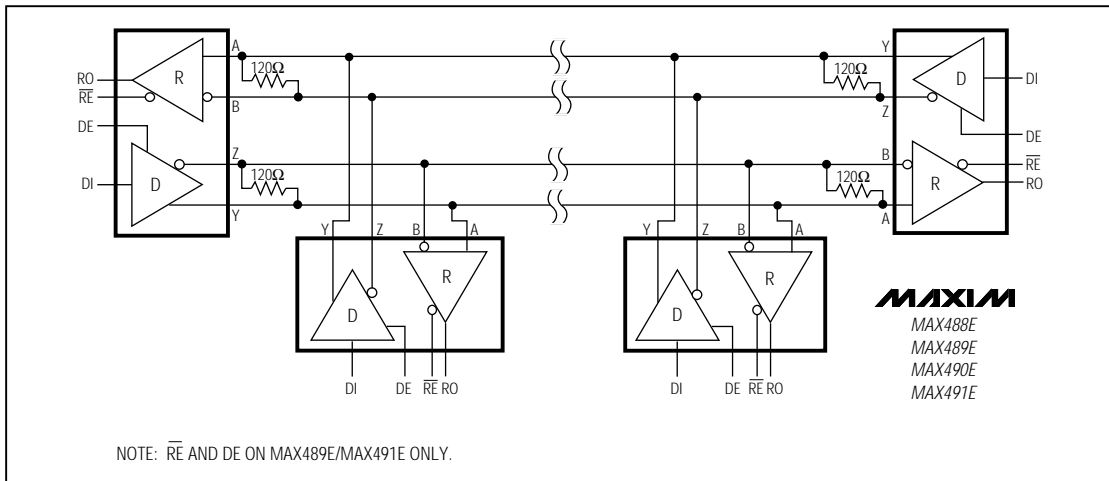 A
Y
RO
R
120Ω
120Ω
D
DI
RE
B
Z
DE
DE
Z
B
RE
DI
D
120Ω
120Ω
R
RO
Y
A
Y
Z
B
A
Y
Z
B
A
R
R
D
D
MAXIM
MAX488E
MAX489E
MAX490E
MAX491E
DI
DE
RE
RO
DI
DE
RE
RO
NOTE: RE AND DE ON MAX489E/MAX491E ONLY.